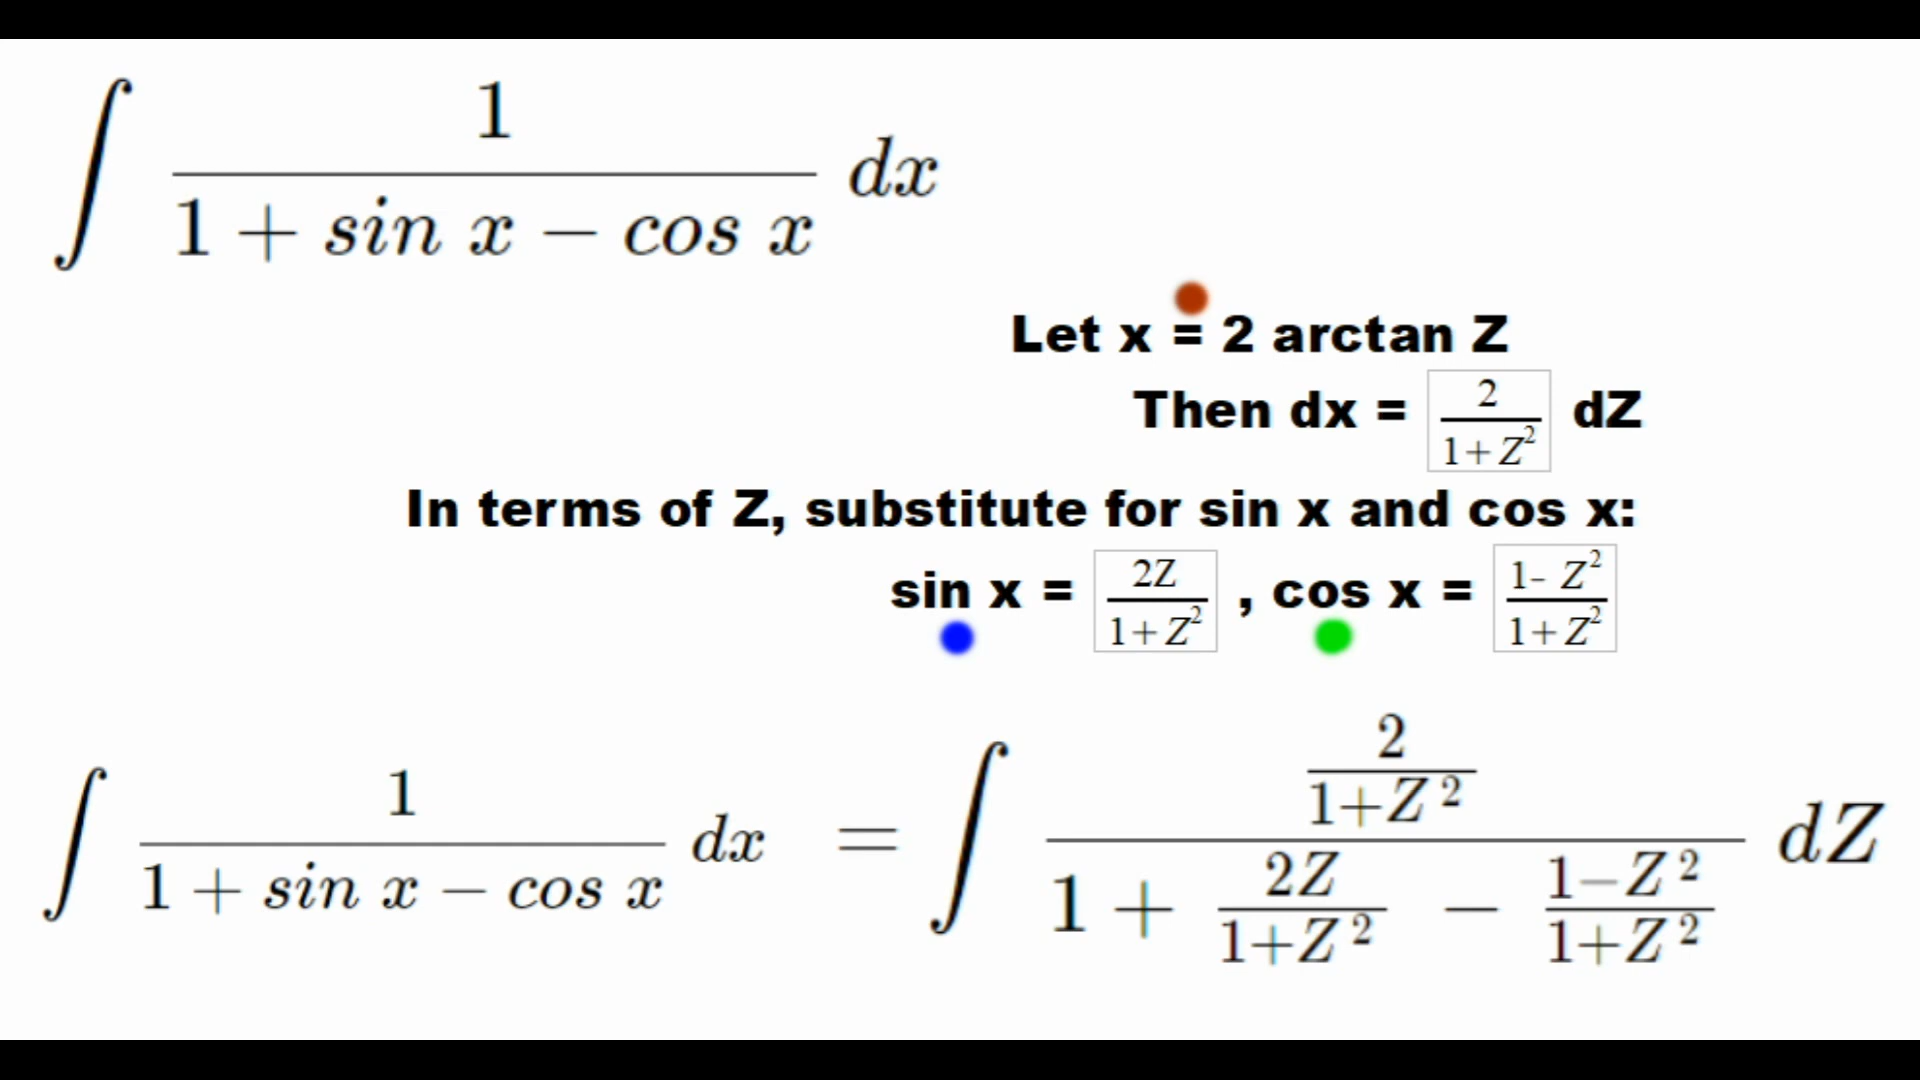 ∫ 1/(1 + sin x − cos x) dx
Let x = 2 arctan Z
Then dx = 2/(1+Z²) dZ
In terms of Z, substitute for sin x and cos x:
sin x = 2Z/(1+Z²) , cos x = (1- Z²)/(1+Z²)
∫ 1/(1 + sin x − cos x) dx = ∫ (2/(1+Z²))/(1 + 2Z/(1+Z²) − (1−Z²)/(1+Z²)) dZ